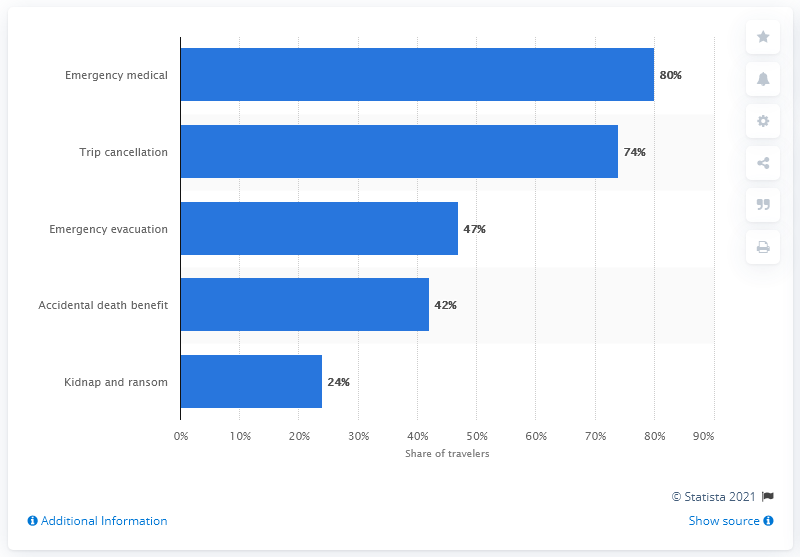 Emergency medical
80%
Trip cancellation
74%
Emergency evacuation
47%
Accidental death benefit
42%
Kidnap and ransom
24%
0% 10% 20% 30% 40% 50% 60% 70% 80% 90%
Share of travelers
© Statista 2021
Additional Information
Show source